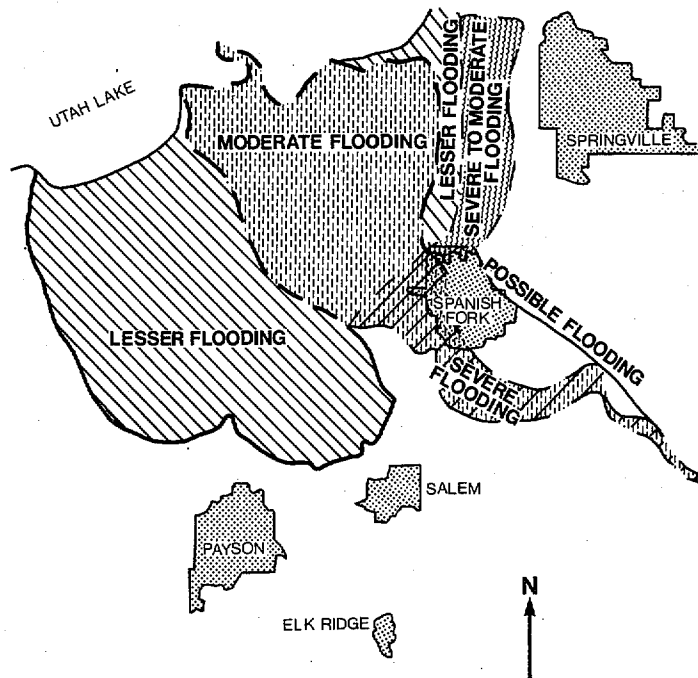 UTAH LAKE
MODERATE FLOODING
LESSER FLOODING
SEVERE TO MODERATE
FLOODING
SPRINGVILLE
SPANISH
FORK
POSSIBLE FLOODING
LESSER FLOODING
SEVERE
FLOODING
SALEM
PAYSON
ELK RIDGE
N